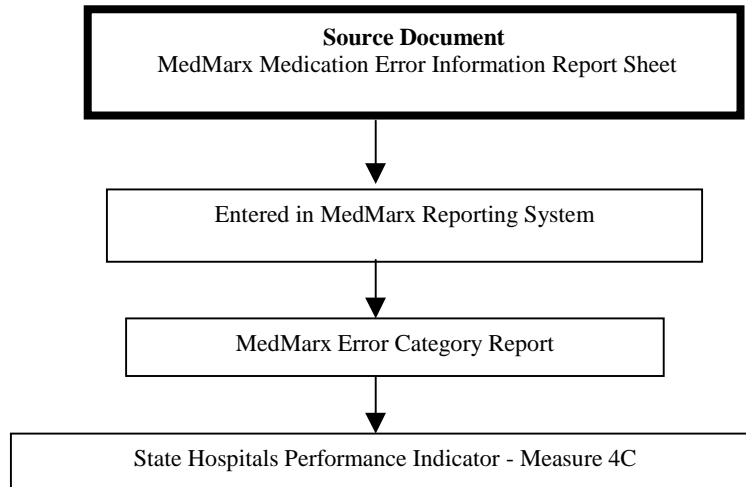 Source Document
MedMarx Medication Error Information Report Sheet
Entered in MedMarx Reporting System
MedMarx Error Category Report
State Hospitals Performance Indicator - Measure 4C